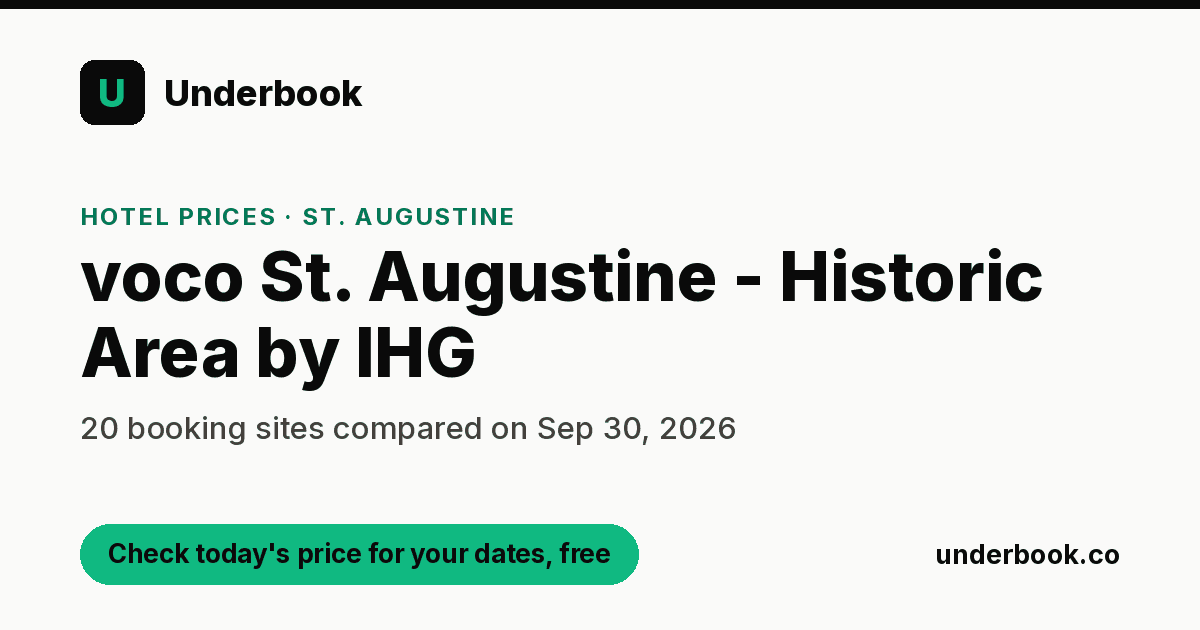 U Underbook
HOTEL PRICES · ST. AUGUSTINE
voco St. Augustine - Historic
Area by IHG
20 booking sites compared on Sep 30, 2026
Check today's price for your dates, free
underbook.co